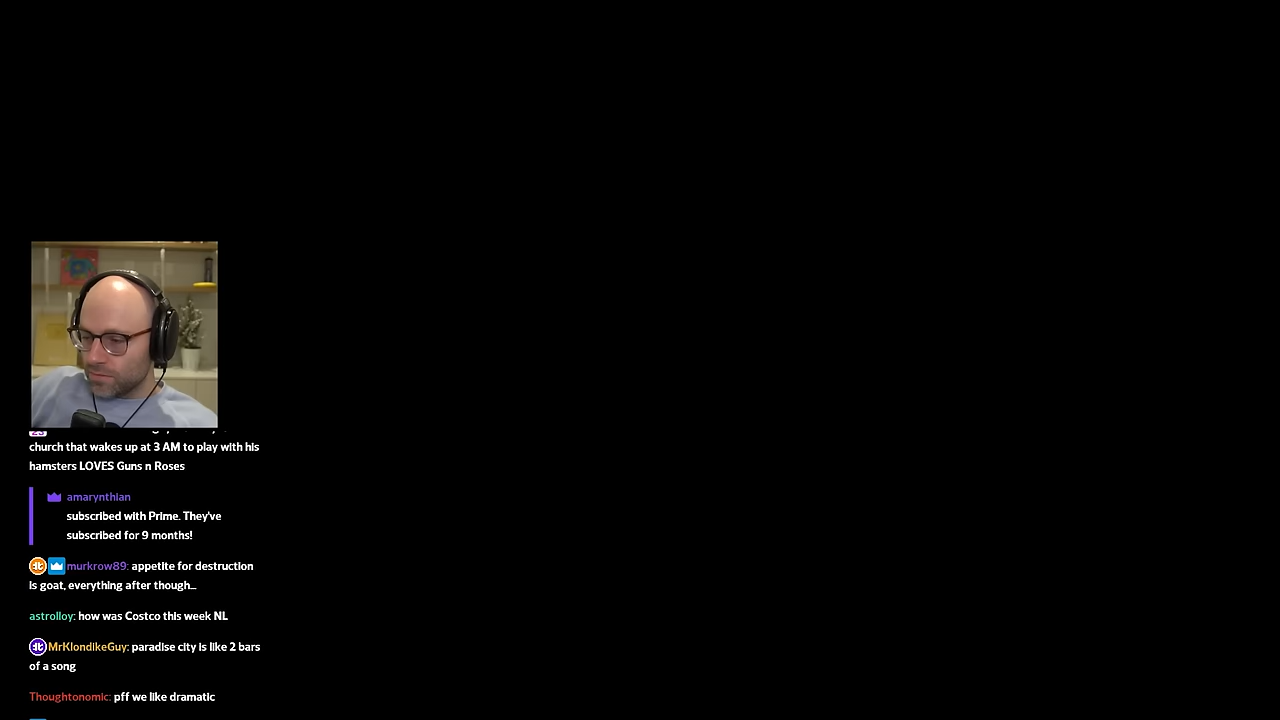 church that wakes up at 3 AM to play with his
hamsters LOVES Guns n Roses
amarynthian
subscribed with Prime. They've
subscribed for 9 months!
murkrow89: appetite for destruction
is goat, everything after though...
astrolloy: how was Costco this week NL
MrKlondikeGuy: paradise city is like 2 bars
of a song
Thoughtonomic: pff we like dramatic